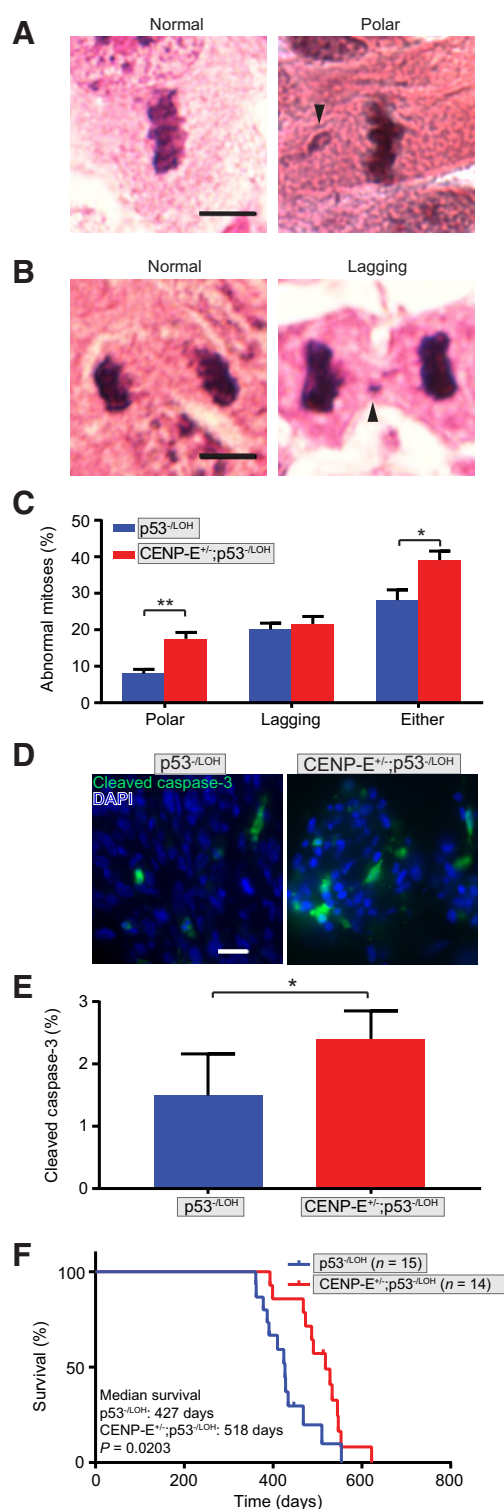 A
Normal
Polar
B
Normal
Lagging
C
50
40
30
20
10
0
Abnormal mitoses (%)
p53-/LOH
CENP-E+/-;p53-/LOH
**
*
Polar
Lagging
Either
D
p53-/LOH
CENP-E+/-;p53-/LOH
Cleaved caspase-3
DAPI
E
3
2
1
0
Cleaved caspase-3 (%)
*
p53-/LOH
CENP-E+/-;p53-/LOH
F
p53-/LOH (n = 15)
CENP-E+/-;p53-/LOH (n = 14)
100
50
0
Survival (%)
Median survival
p53-/LOH: 427 days
CENP-E+/-;p53-/LOH: 518 days
P = 0.0203
0
200
400
600
800
Time (days)